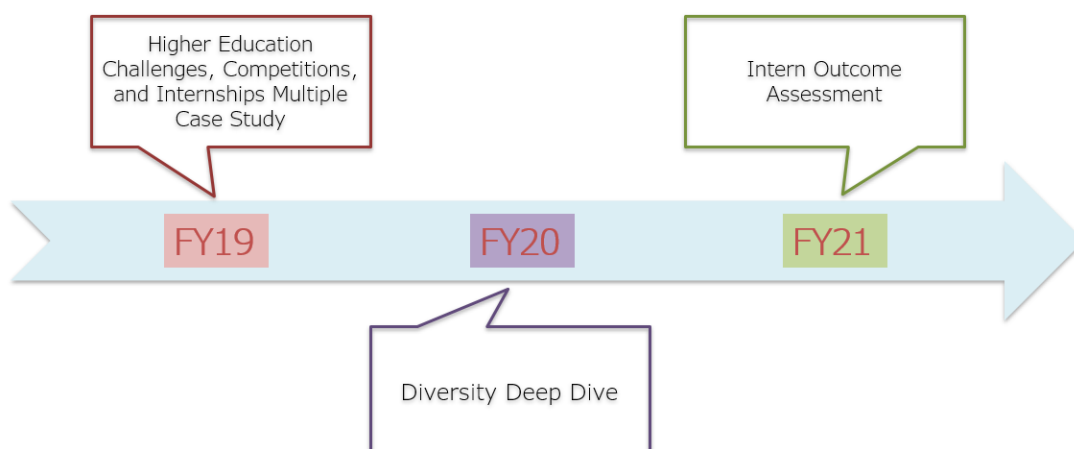 Higher Education
Challenges, Competitions,
and Internships Multiple
Case Study
Intern Outcome
Assessment
FY19
FY20
FY21
Diversity Deep Dive